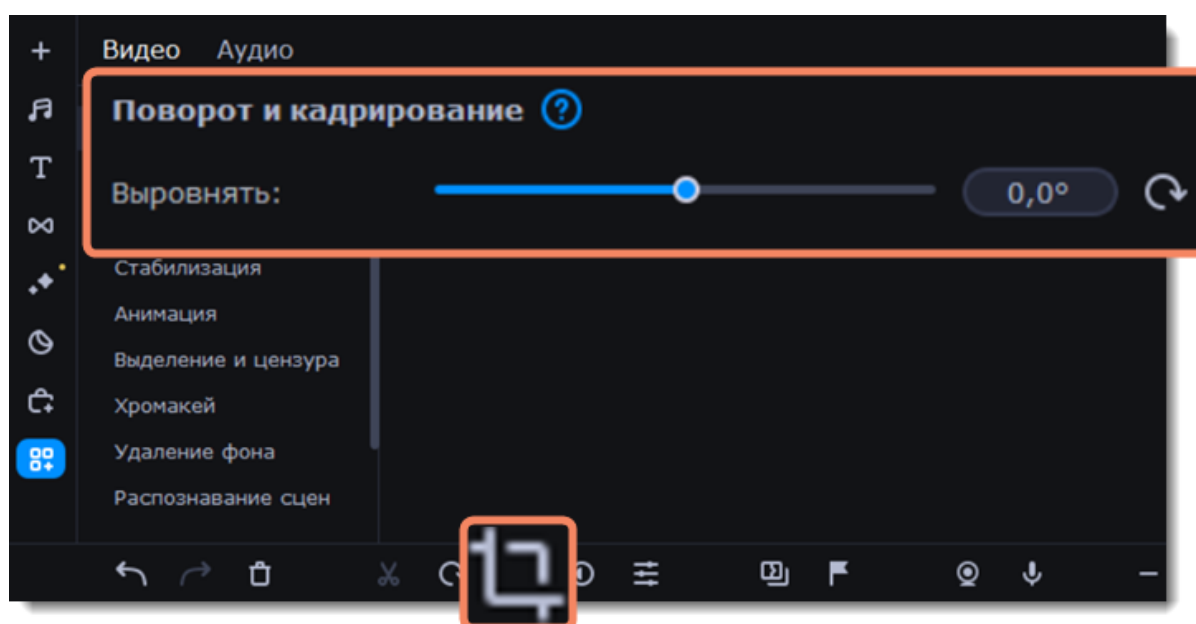 Видео Аудио
Поворот и кадрирование ?
Выровнять: 0,0°
Стабилизация
Анимация
Выделение и цензура
Хромакей
Удаление фона
Распознавание сцен